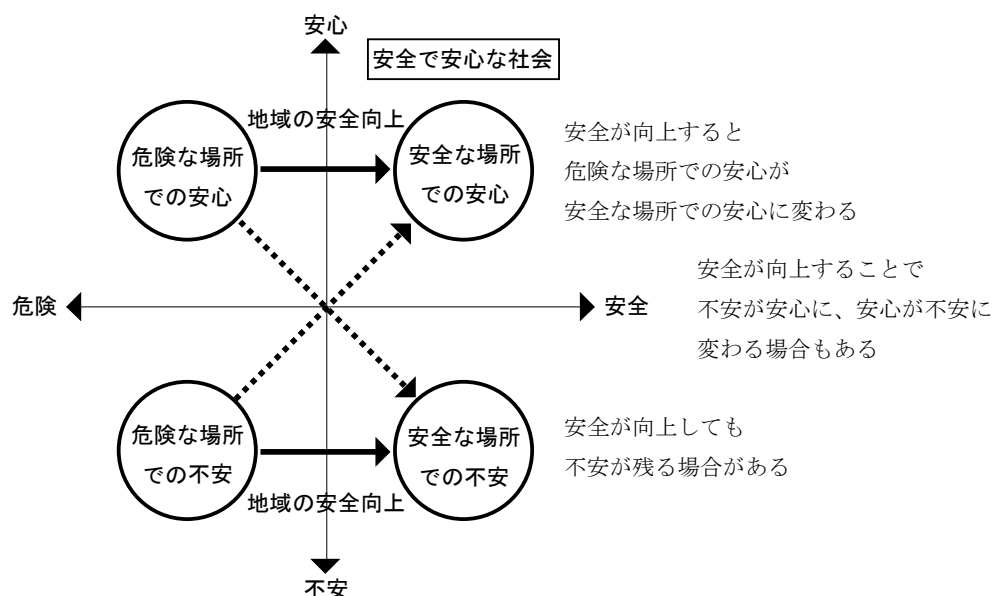 安心
安全で安心な社会
地域の安全向上
危険な場所
での安心
安全な場所
での安心
安全が向上すると
危険な場所での安心が
安全な場所での安心に変わる
危険
安全
安全が向上することで
不安が安心に、安心が不安に
変わる場合もある
危険な場所
での不安
安全な場所
での不安
地域の安全向上
安全が向上しても
不安が残る場合がある
不安